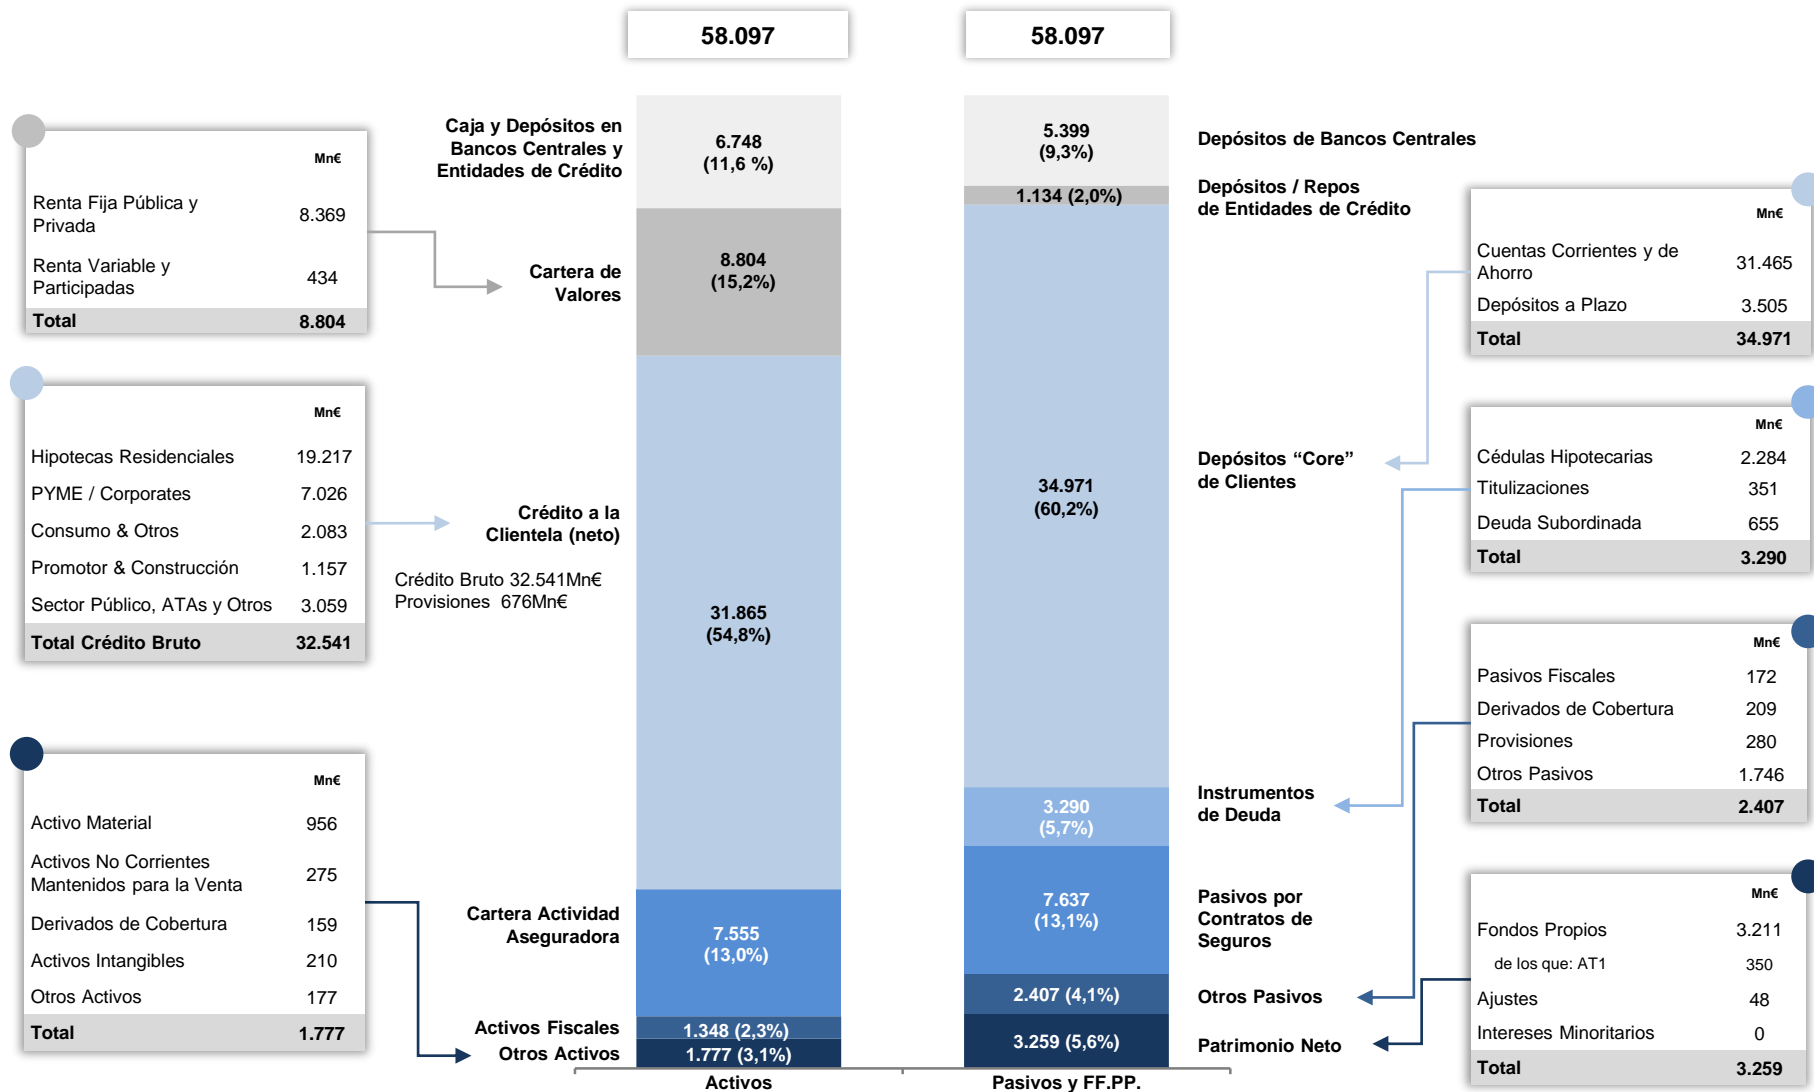 58.097
58.097
Mn€
Renta Fija Pública y
Privada
8.369
Renta Variable y
Participadas
434
Total 8.804
Mn€
Hipotecas Residenciales 19.217
PYME / Corporates 7.026
Consumo & Otros 2.083
Promotor & Construcción 1.157
Sector Público, ATAs y Otros 3.059
Total Crédito Bruto 32.541
Mn€
Activo Material 956
Activos No Corrientes
Mantenidos para la Venta
275
Derivados de Cobertura 159
Activos Intangibles 210
Otros Activos 177
Total 1.777
Caja y Depósitos en
Bancos Centrales y
Entidades de Crédito
Cartera de
Valores
Crédito a la
Clientela (neto)
Crédito Bruto 32.541Mn€
Provisiones 676Mn€
Cartera Actividad
Aseguradora
Activos Fiscales
Otros Activos
6.748
(11,6 %)
8.804
(15,2%)
31.865
(54,8%)
7.555
(13,0%)
1.348 (2,3%)
1.777 (3,1%)
Activos
5.399
(9,3%)
1.134 (2,0%)
34.971
(60,2%)
3.290
(5,7%)
7.637
(13,1%)
2.407 (4,1%)
3.259 (5,6%)
Pasivos y FF.PP.
Depósitos de Bancos Centrales
Depósitos / Repos
de Entidades de Crédito
Depósitos “Core”
de Clientes
Instrumentos
de Deuda
Pasivos por
Contratos de
Seguros
Otros Pasivos
Patrimonio Neto
Mn€
Cuentas Corrientes y de
Ahorro
31.465
Depósitos a Plazo 3.505
Total 34.971
Mn€
Cédulas Hipotecarias 2.284
Titulizaciones 351
Deuda Subordinada 655
Total 3.290
Mn€
Pasivos Fiscales 172
Derivados de Cobertura 209
Provisiones 280
Otros Pasivos 1.746
Total 2.407
Mn€
Fondos Propios 3.211
de los que: AT1 350
Ajustes 48
Intereses Minoritarios 0
Total 3.259